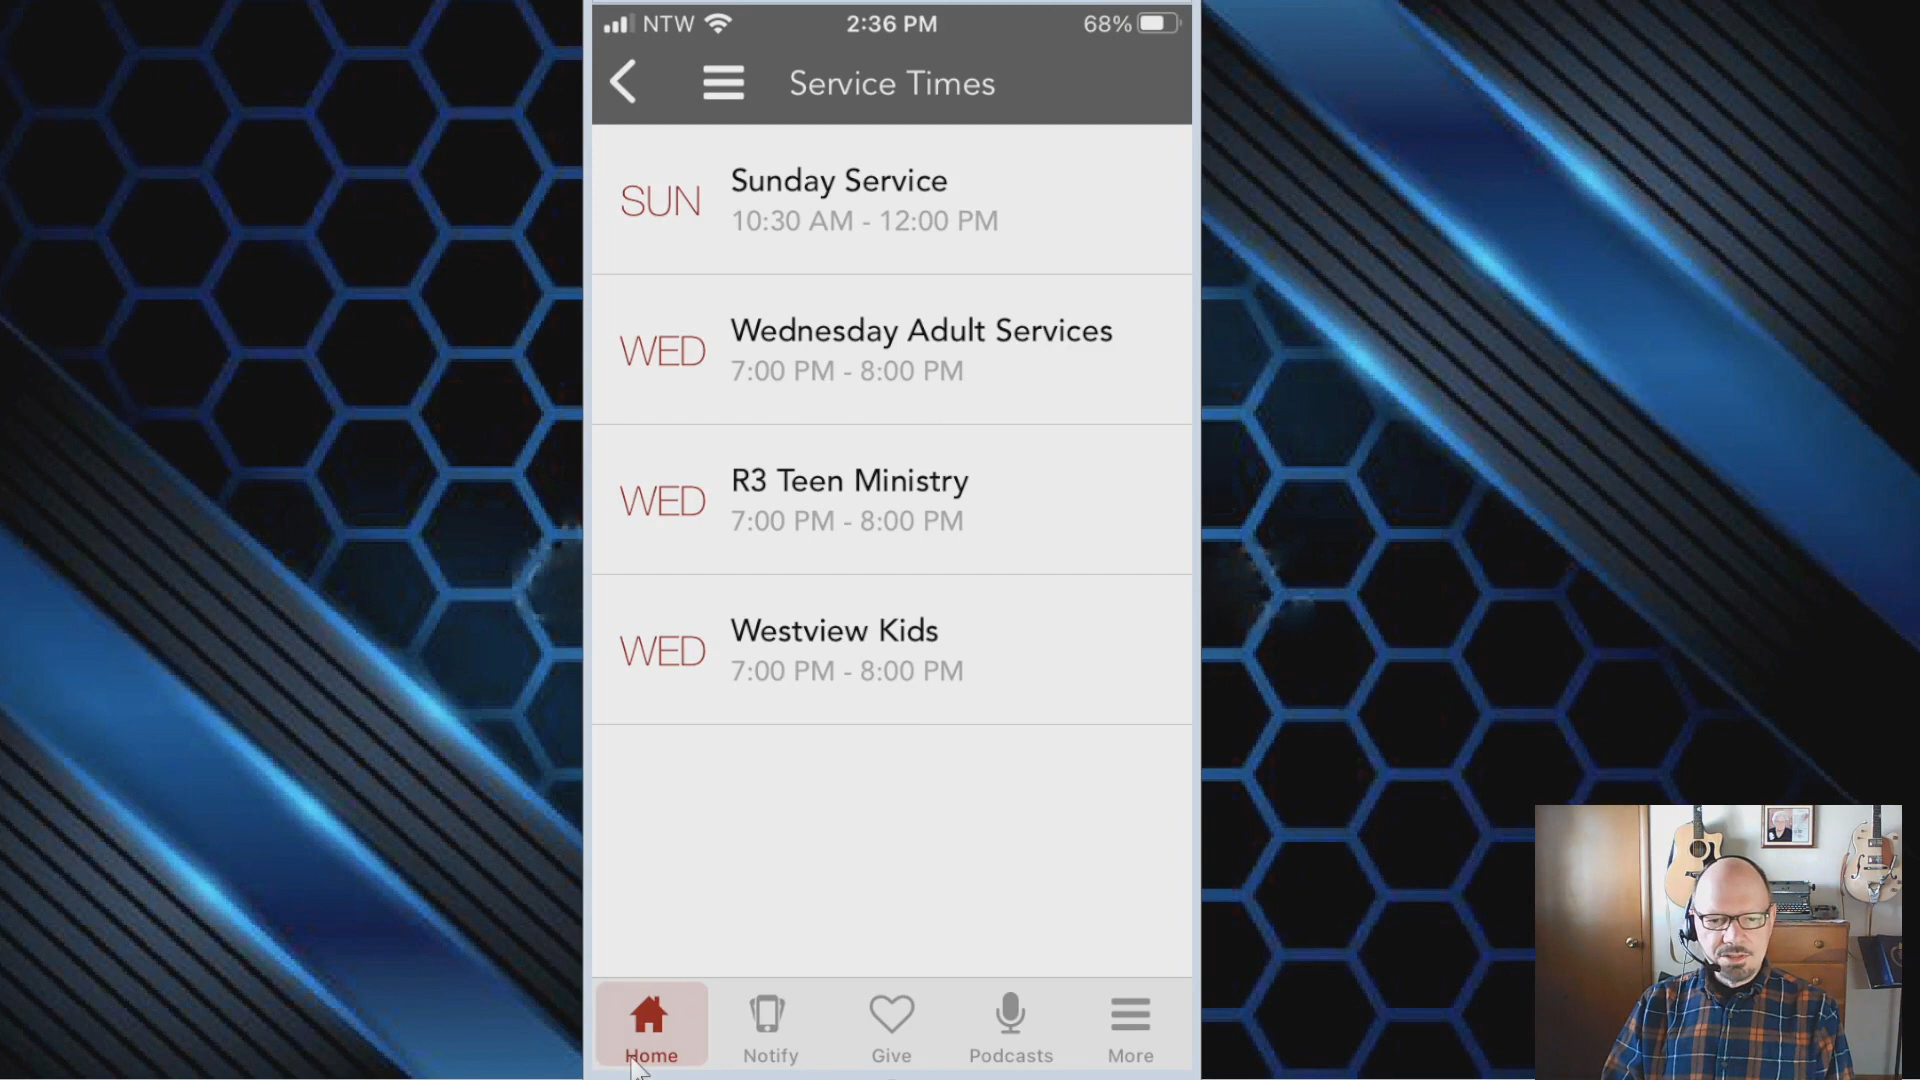 NTW
2:36 PM
68%
Service Times
SUN
Sunday Service
10:30 AM - 12:00 PM
WED
Wednesday Adult Services
7:00 PM - 8:00 PM
WED
R3 Teen Ministry
7:00 PM - 8:00 PM
WED
Westview Kids
7:00 PM - 8:00 PM
Home
Notify
Give
Podcasts
More